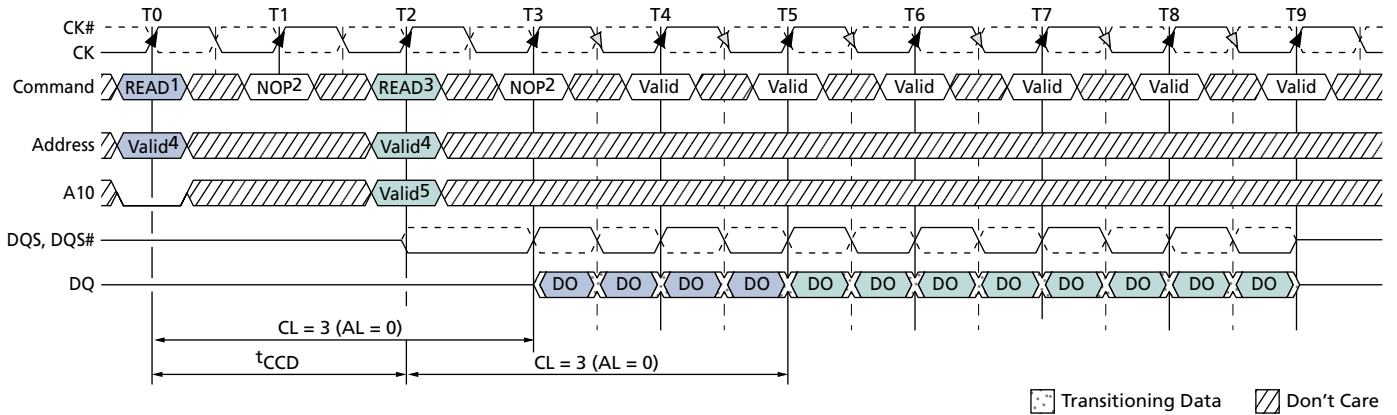 T0 T1 T2 T3 T4 T5 T6 T7 T8 T9
CK#
CK
Command READ1 NOP2 READ3 NOP2 Valid Valid Valid Valid Valid Valid
Address Valid4 Valid4
A10 Valid5
DQS, DQS#
DQ DO DO DO DO DO DO DO DO DO DO DO DO
CL = 3 (AL = 0)
tCCD CL = 3 (AL = 0)
Transitioning Data Don't Care